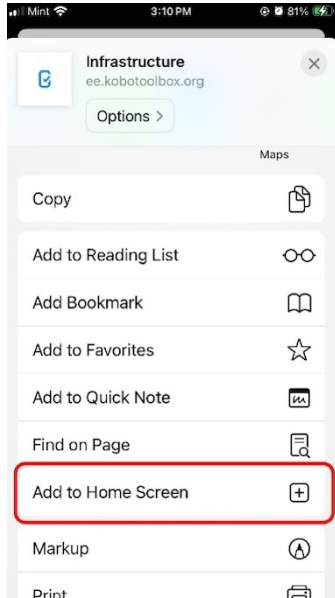 Mint 3:10 PM 81%
Infrastructure
ee.kobotoolbox.org
Options >
Maps
Copy
Add to Reading List
Add Bookmark
Add to Favorites
Add to Quick Note
Find on Page
Add to Home Screen
Markup
Print